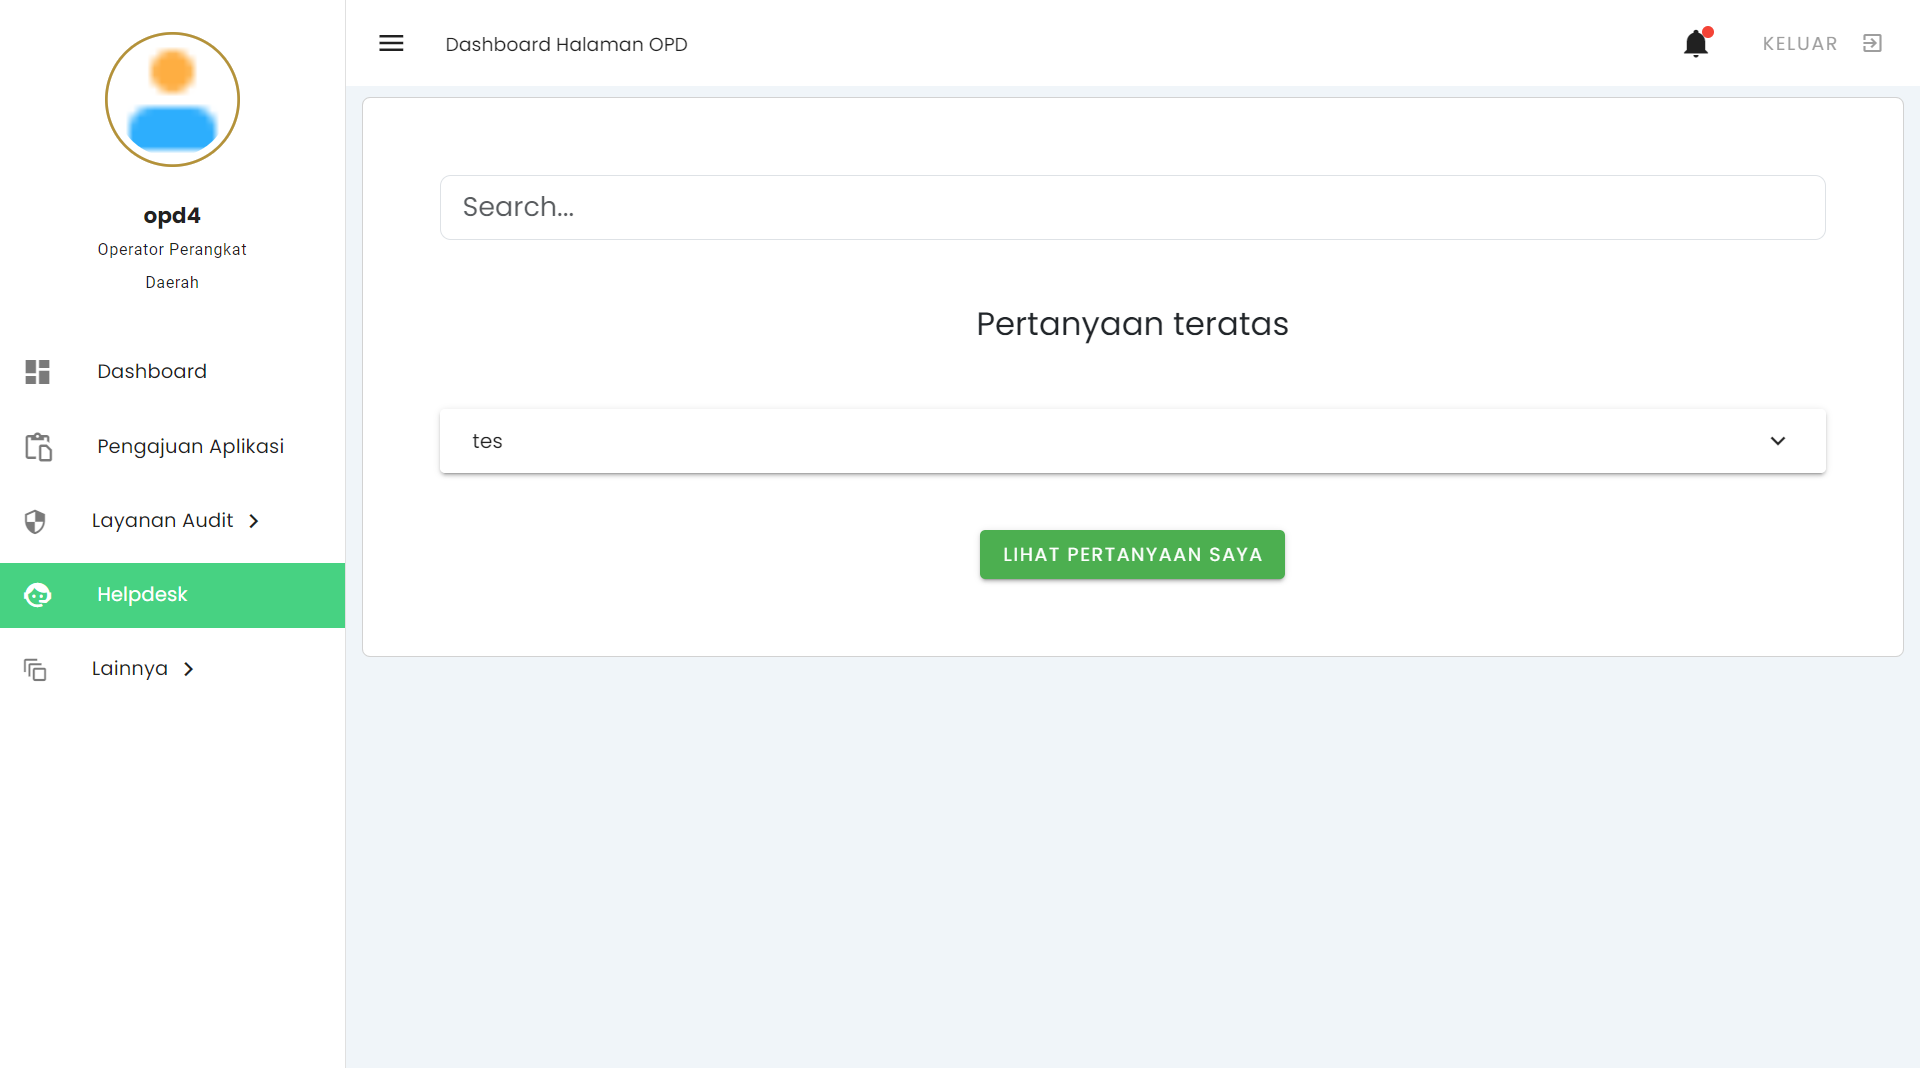 opd4
Operator Perangkat
Daerah
Dashboard
Pengajuan Aplikasi
Layanan Audit
Helpdesk
Lainnya
Dashboard Halaman OPD
KELUAR
Search...
Pertanyaan teratas
tes
LIHAT PERTANYAAN SAYA